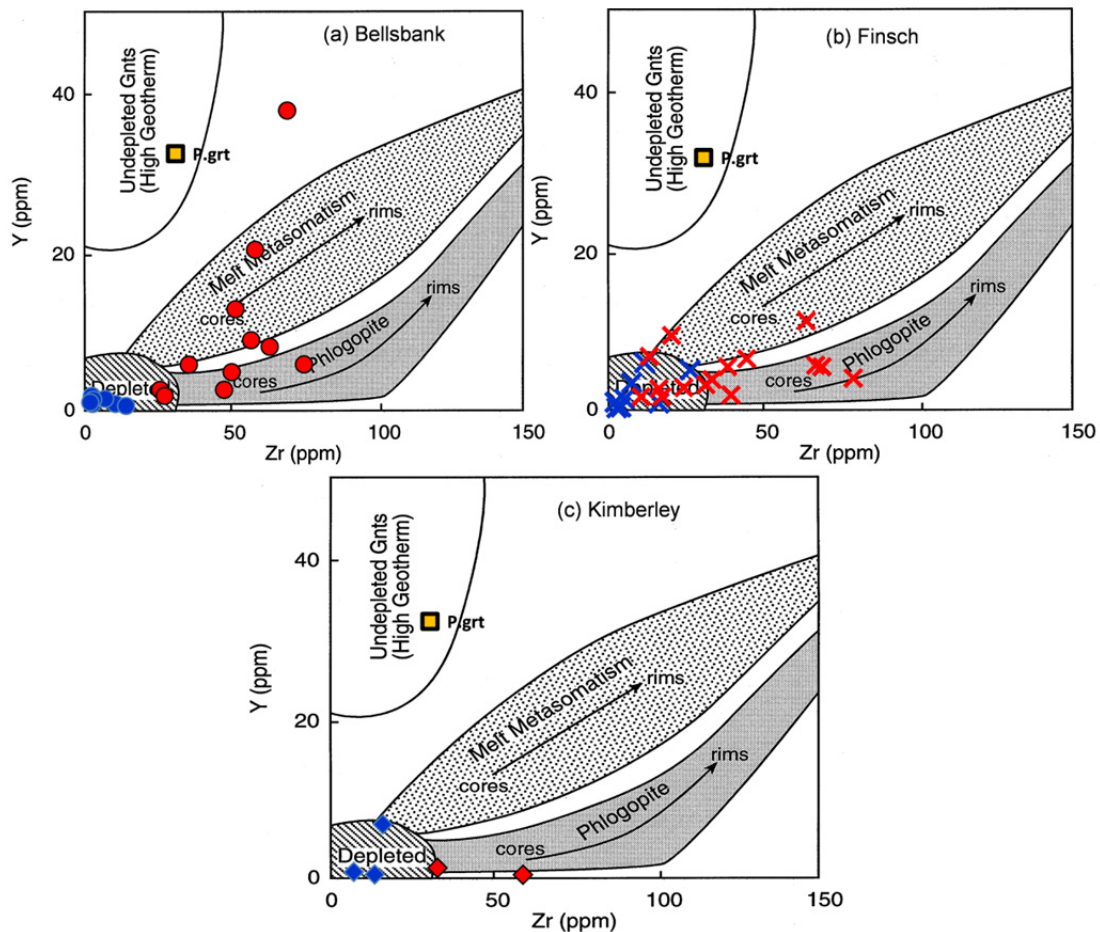 (a) Bellsbank
Undepleted Gnts
(High Geotherm)
P.grt
Melt Metasomatism
rims
cores
Phlogopite
rims
cores
Depleted
Y (ppm)
40
20
0
0
50
100
150
Zr (ppm)
(b) Finsch
Undepleted Gnts
(High Geotherm)
P.grt
Melt Metasomatism
rims
cores
Phlogopite
rims
cores
Depleted
Y (ppm)
40
20
0
0
50
100
150
Zr (ppm)
(c) Kimberley
Undepleted Gnts
(High Geotherm)
P.grt
Melt Metasomatism
rims
cores
Phlogopite
rims
cores
Depleted
Y (ppm)
40
20
0
0
50
100
150
Zr (ppm)